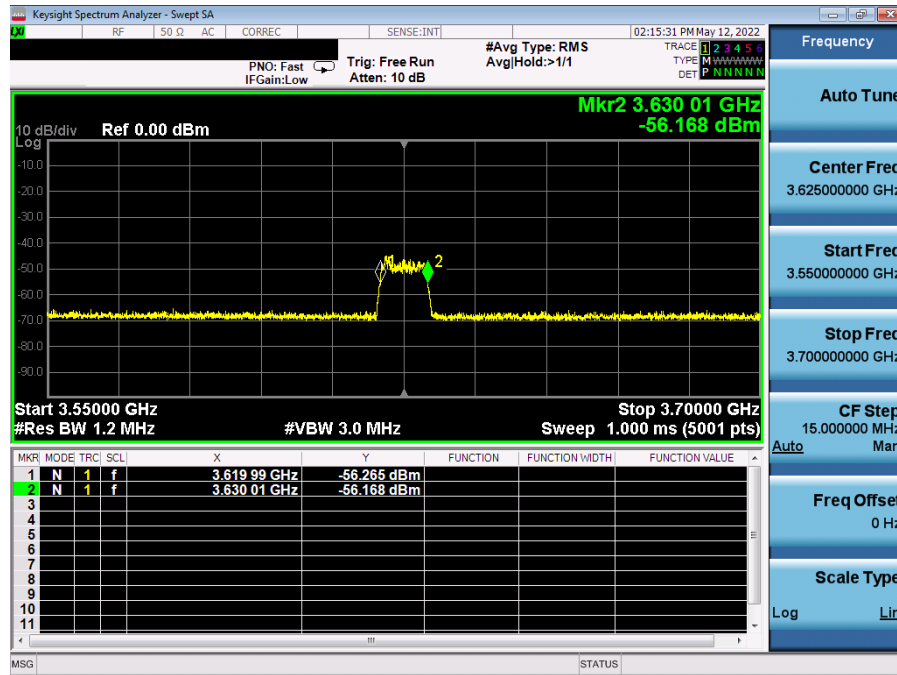 Keysight Spectrum Analyzer - Swept SA
LXI RF 50 Ω AC CORREC SENSE:INT 02:15:31 PM May 12, 2022
PNO: Fast
IFGain:Low
Trig: Free Run
Atten: 10 dB
#Avg Type: RMS
Avg|Hold:>1/1
TRACE 1 2 3 4 5 6
TYPE M WWWWW
DET P N N N N N
Mkr2 3.630 01 GHz
-56.168 dBm
10 dB/div Ref 0.00 dBm
Log
-10.0
-20.0
-30.0
-40.0
-50.0
-60.0
-70.0
-80.0
-90.0
2
Start 3.55000 GHz Stop 3.70000 GHz
#Res BW 1.2 MHz #VBW 3.0 MHz Sweep 1.000 ms (5001 pts)
MKR MODE TRC SCL X Y FUNCTION FUNCTION WIDTH FUNCTION VALUE
1 N 1 f 3.619 99 GHz -56.265 dBm
2 N 1 f 3.630 01 GHz -56.168 dBm
3
4
5
6
7
8
9
10
11
MSG STATUS
Frequency
Auto Tune
Center Freq
3.625000000 GHz
Start Freq
3.550000000 GHz
Stop Freq
3.700000000 GHz
CF Step
15.000000 MHz
Auto Man
Freq Offset
0 Hz
Scale Type
Log Lin